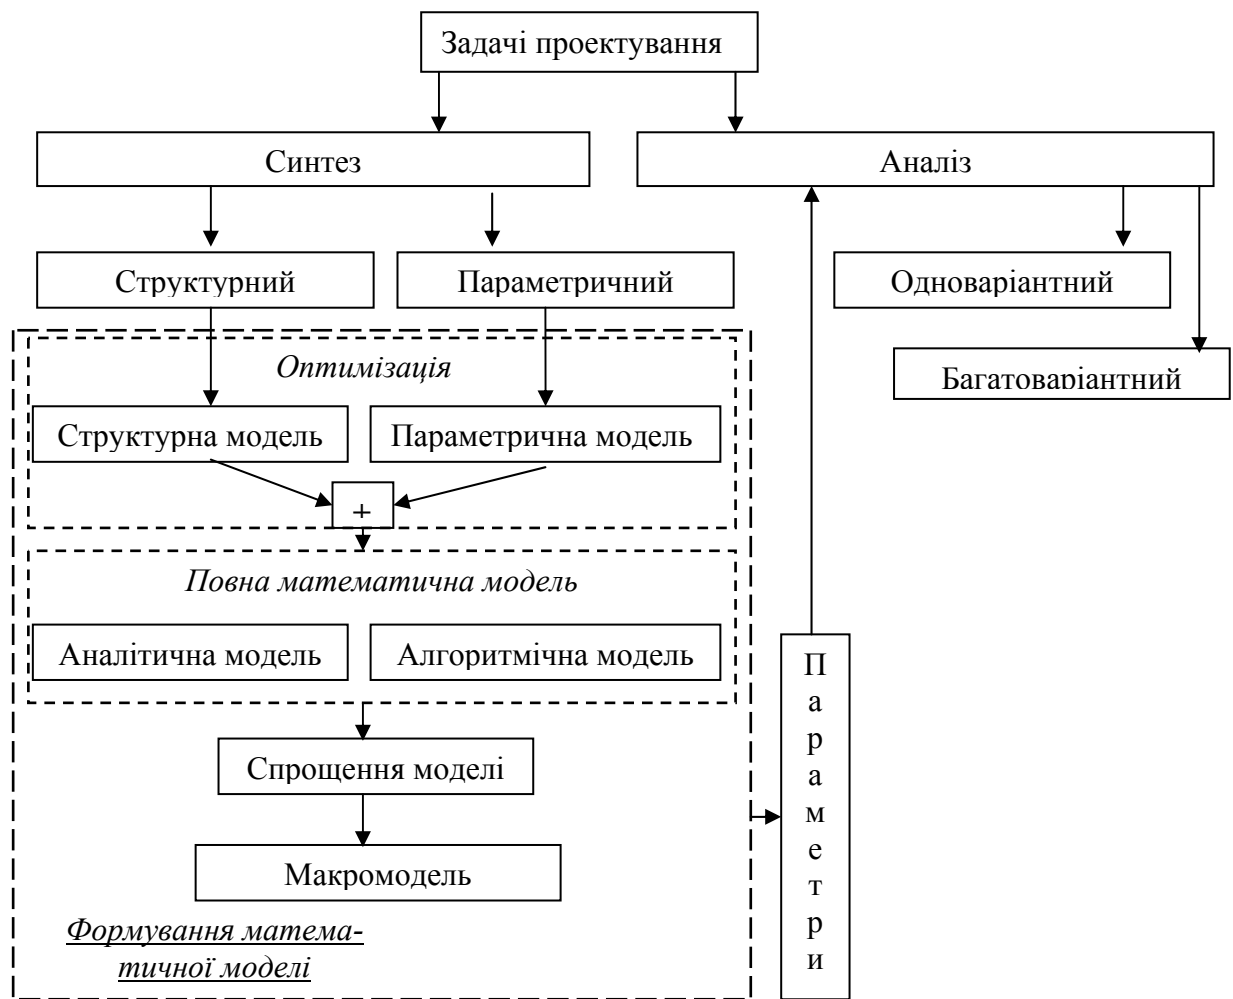 Задачі проектування
Синтез
Аналіз
Структурний
Параметричний
Одноваріантний
Багатоваріантний
Оптимізація
Структурна модель
Параметрична модель
+
Повна математична модель
Аналітична модель
Алгоритмічна модель
Спрощення моделі
Макромодель
Формування матема-
тичної моделі
П
а
р
а
м
е
т
р
и